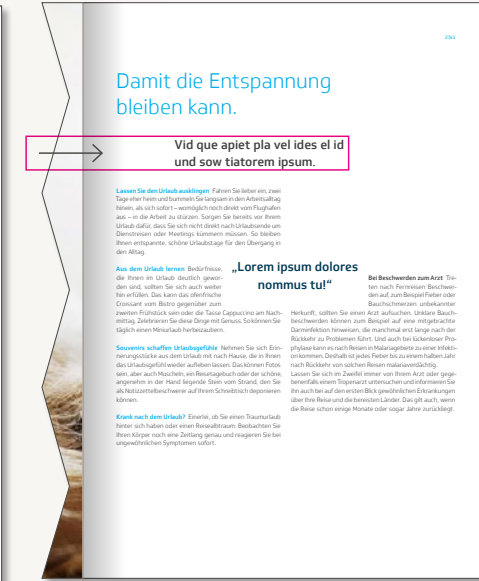 Damit die Entspannung
bleiben kann.
Vid que apiet pla vel ides el id
und sow tiatorem ipsum.
Lassen Sie den Urlaub ausklingen Fahren Sie lieber ein, zwei
Tage eher heim und bummeln Sie langsam in den Arbeitsalltag
hinein, als sich sofort – womöglich noch direkt vom Flughafen
aus – in die Arbeit zu stürzen. Sorgen Sie bereits vor Ihrem
Urlaub dafür, dass Sie sich nicht direkt nach Urlaubsende um
Dienstreisen oder Meetings kümmern müssen. So bleiben
Ihnen entspannte, schöne Urlaubstage für den Übergang in
den Alltag.
Aus dem Urlaub lernen Bedürfnisse,
die Ihnen im Urlaub deutlich gewor-
den sind, sollten Sie sich auch weiter
hin erfüllen. Das kann das ofenfrische
Croissant vom Bistro gegenüber zum
zweiten Frühstück sein oder die Tasse Cappuccino am Nach-
mittag. Zelebrieren Sie diese Dinge mit Genuss. So können Sie
täglich einen Miniurlaub herbeizaubern.
Souvenirs schaffen Urlaubsgefühle Nehmen Sie sich Erin-
nerungsstücke aus dem Urlaub mit nach Hause, die in Ihnen
das Urlaubsgefühl wieder aufleben lassen. Das können Fotos
sein, aber auch Muscheln, ein Reisetagebuch oder der schöne,
angenehm in der Hand liegende Stein vom Strand, den Sie
als Notizzettelbeschwerer auf Ihrem Schreibtisch deponieren
können.
Krank nach dem Urlaub? Einerlei, ob Sie einen Traumurlaub
hinter sich haben oder einen Reisealbtraum: Beobachten Sie
Ihren Körper noch eine Zeitlang genau und reagieren Sie bei
ungewöhnlichen Symptomen sofort.
„Lorem ipsum dolores
nommus tu!“
Bei Beschwerden zum Arzt Tre-
ten nach Fernreisen Beschwer-
den auf, zum Beispiel Fieber oder
Bauchschmerzen unbekannter
Herkunft, sollten Sie einen Arzt aufsuchen. Unklare Bauch-
beschwerden können zum Beispiel auf eine mitgebrachte
Darminfektion hinweisen, die manchmal erst lange nach der
Rückkehr zu Problemen führt. Und auch bei lückenloser Pro-
phylaxe kann es nach Reisen in Malariagebiete zu einer Infekti-
on kommen. Deshalb ist jedes Fieber bis zu einem halben Jahr
nach Rückkehr von solchen Reisen malariaverdächtig.
Lassen Sie sich im Zweifel immer von Ihrem Arzt oder gege-
benenfalls einem Tropenarzt untersuchen und informieren Sie
ihn auch bei auf den ersten Blick gewöhnlichen Erkrankungen
über Ihre Reise und die bereisten Länder. Das gilt auch, wenn
die Reise schon einige Monate oder sogar Jahre zurückliegt.